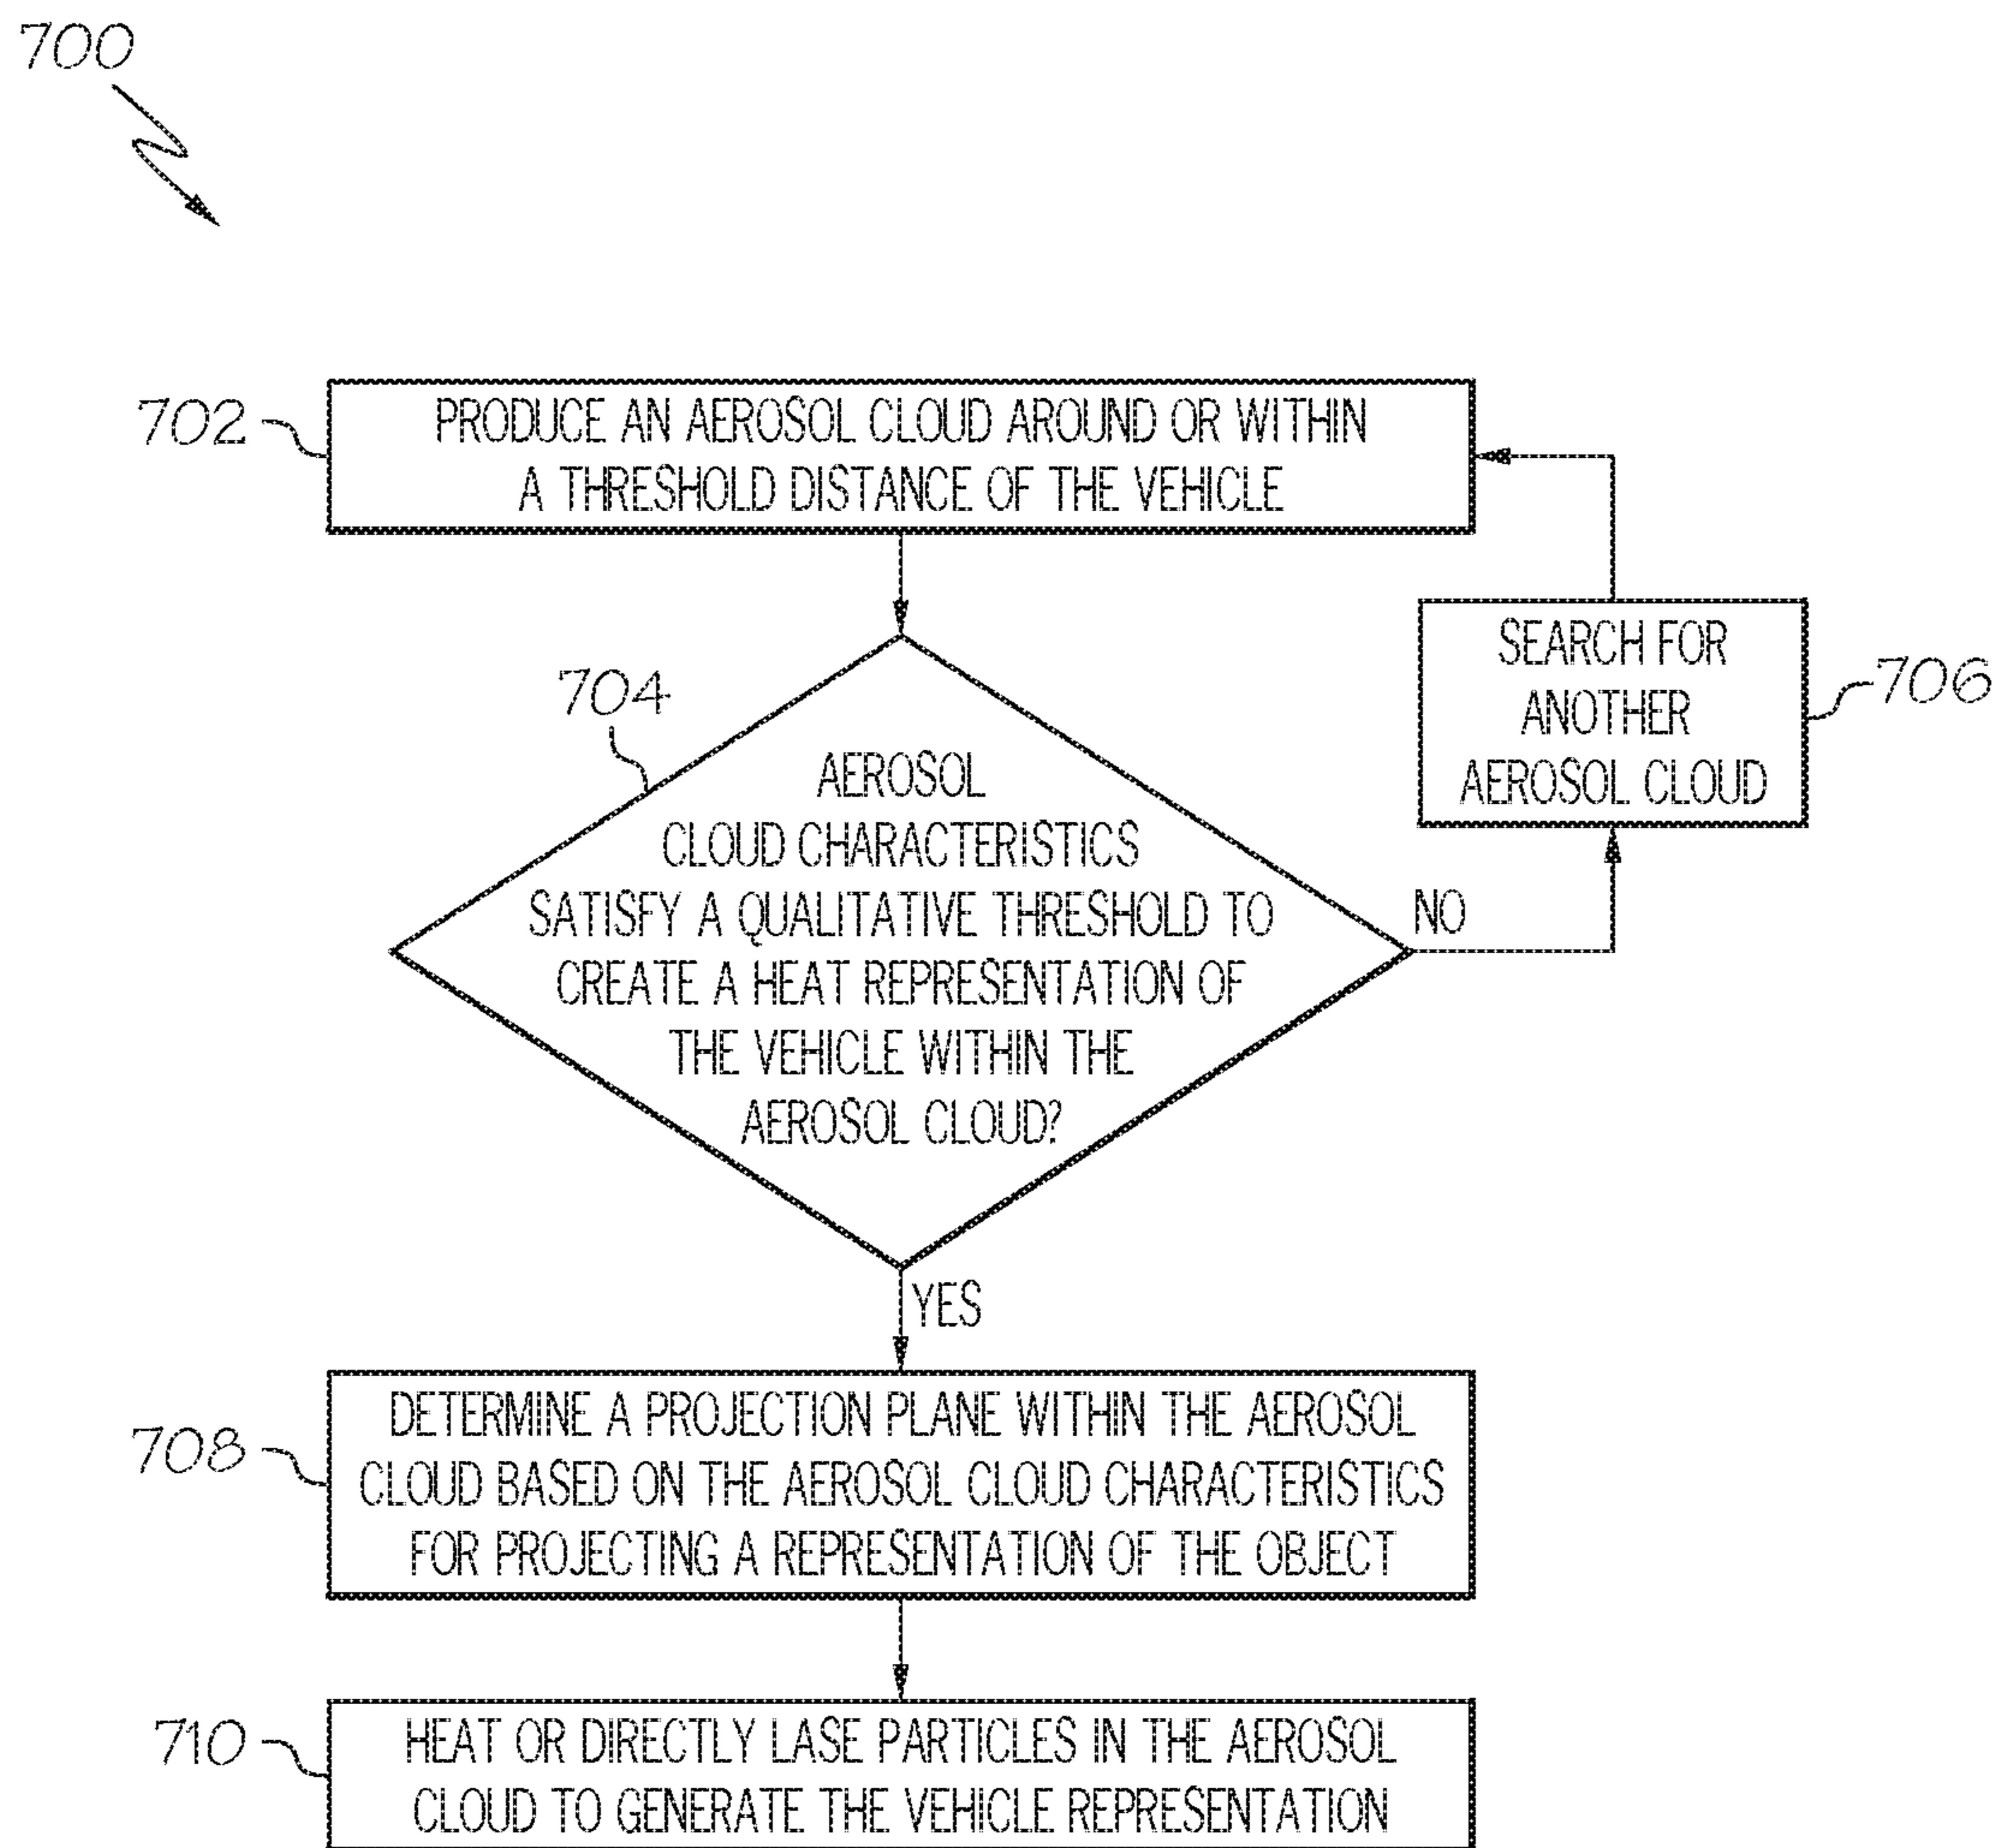 700
702
PRODUCE AN AEROSOL CLOUD AROUND OR WITHIN
A THRESHOLD DISTANCE OF THE VEHICLE
704
AEROSOL
CLOUD CHARACTERISTICS
SATISFY A QUALITATIVE THRESHOLD TO
CREATE A HEAT REPRESENTATION OF
THE VEHICLE WITHIN THE
AEROSOL CLOUD?
NO
SEARCH FOR
ANOTHER
AEROSOL CLOUD
706
YES
708
DETERMINE A PROJECTION PLANE WITHIN THE AEROSOL
CLOUD BASED ON THE AEROSOL CLOUD CHARACTERISTICS
FOR PROJECTING A REPRESENTATION OF THE OBJECT
710
HEAT OR DIRECTLY LASE PARTICLES IN THE AEROSOL
CLOUD TO GENERATE THE VEHICLE REPRESENTATION